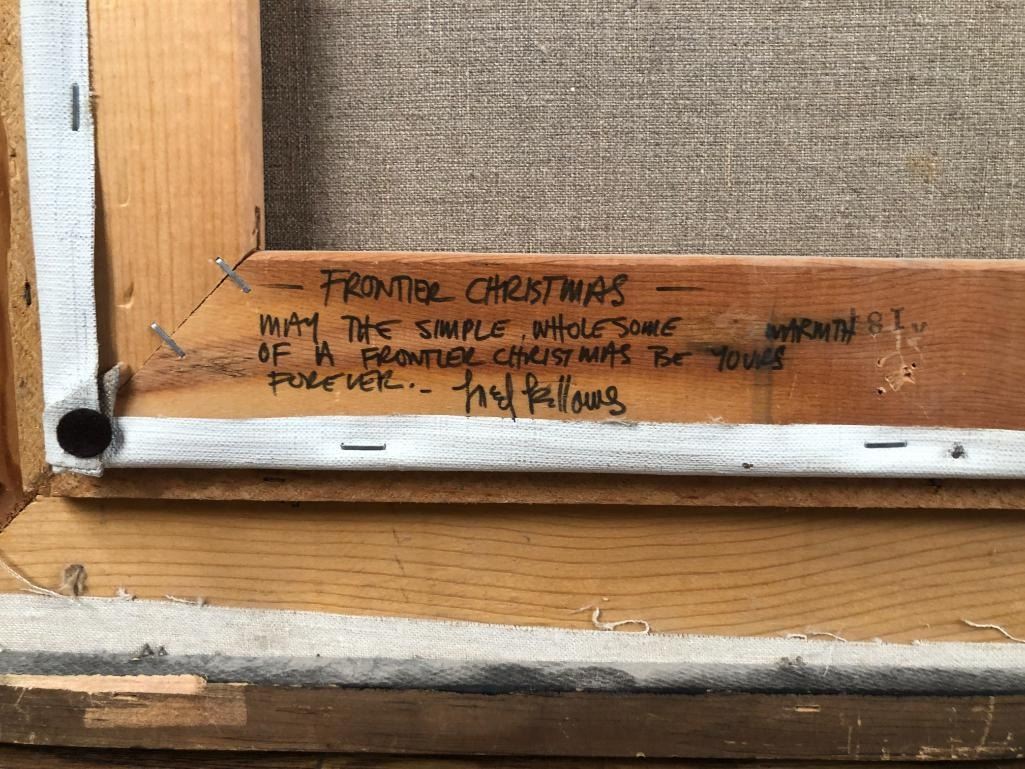 — FRONTIER CHRISTMAS —
MAY THE SIMPLE, WHOLESOME WARMTH
OF A FRONTIER CHRISTMAS BE YOURS
FOREVER. – Fred Fellows